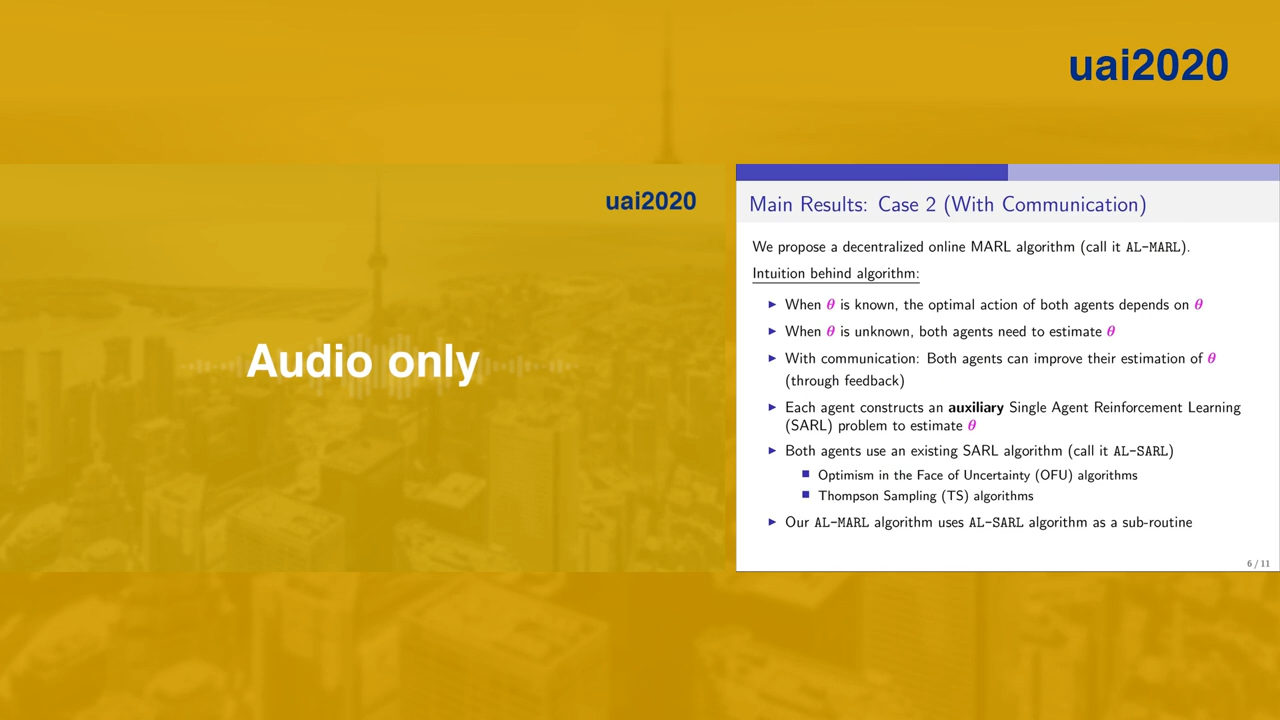 uai2020
uai2020
Audio only
Main Results: Case 2 (With Communication)
We propose a decentralized online MARL algorithm (call it AL-MARL).
Intuition behind algorithm:
▶ When θ is known, the optimal action of both agents depends on θ
▶ When θ is unknown, both agents need to estimate θ
▶ With communication: Both agents can improve their estimation of θ
(through feedback)
▶ Each agent constructs an auxiliary Single Agent Reinforcement Learning
(SARL) problem to estimate θ
▶ Both agents use an existing SARL algorithm (call it AL-SARL)
■ Optimism in the Face of Uncertainty (OFU) algorithms
■ Thompson Sampling (TS) algorithms
▶ Our AL-MARL algorithm uses AL-SARL algorithm as a sub-routine
6 / 11